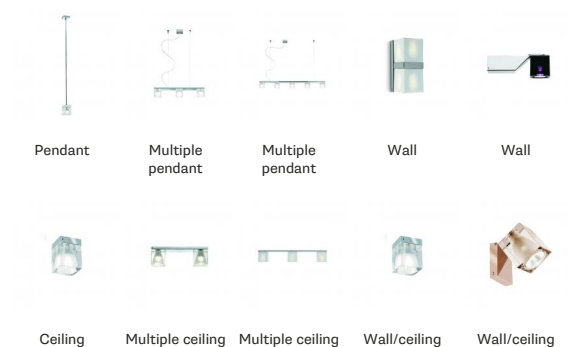 Pendant
Multiple
pendant
Multiple
pendant
Wall
Wall
Ceiling
Multiple ceiling
Multiple ceiling
Wall/ceiling
Wall/ceiling